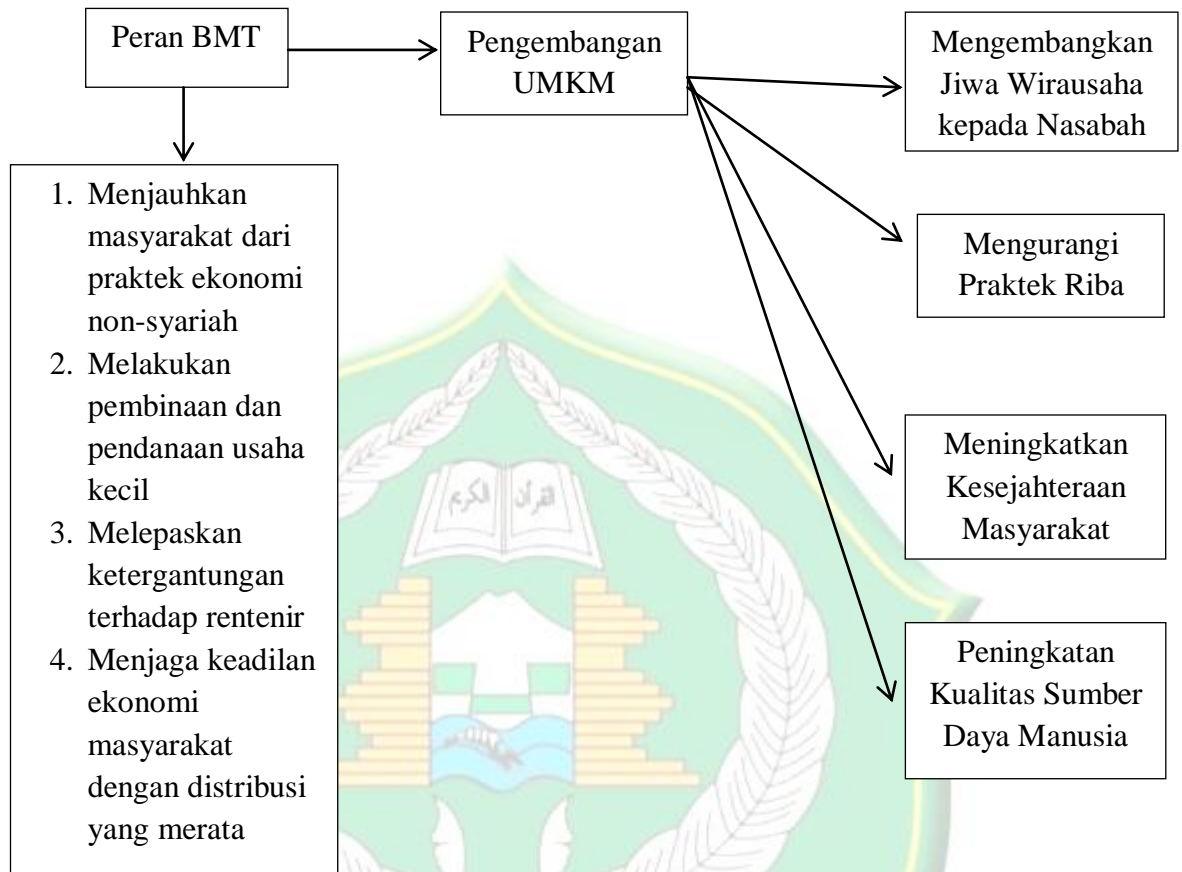 Peran BMT
1. Menjauhkan
masyarakat dari
praktek ekonomi
non-syariah
2. Melakukan
pembinaan dan
pendanaan usaha
kecil
3. Melepaskan
ketergantungan
terhadap rentenir
4. Menjaga keadilan
ekonomi
masyarakat
dengan distribusi
yang merata
Pengembangan
UMKM
Mengembangkan
Jiwa Wirausaha
kepada Nasabah
Mengurangi
Praktek Riba
Meningkatkan
Kesejahteraan
Masyarakat
Peningkatan
Kualitas Sumber
Daya Manusia
القرآن الكريم